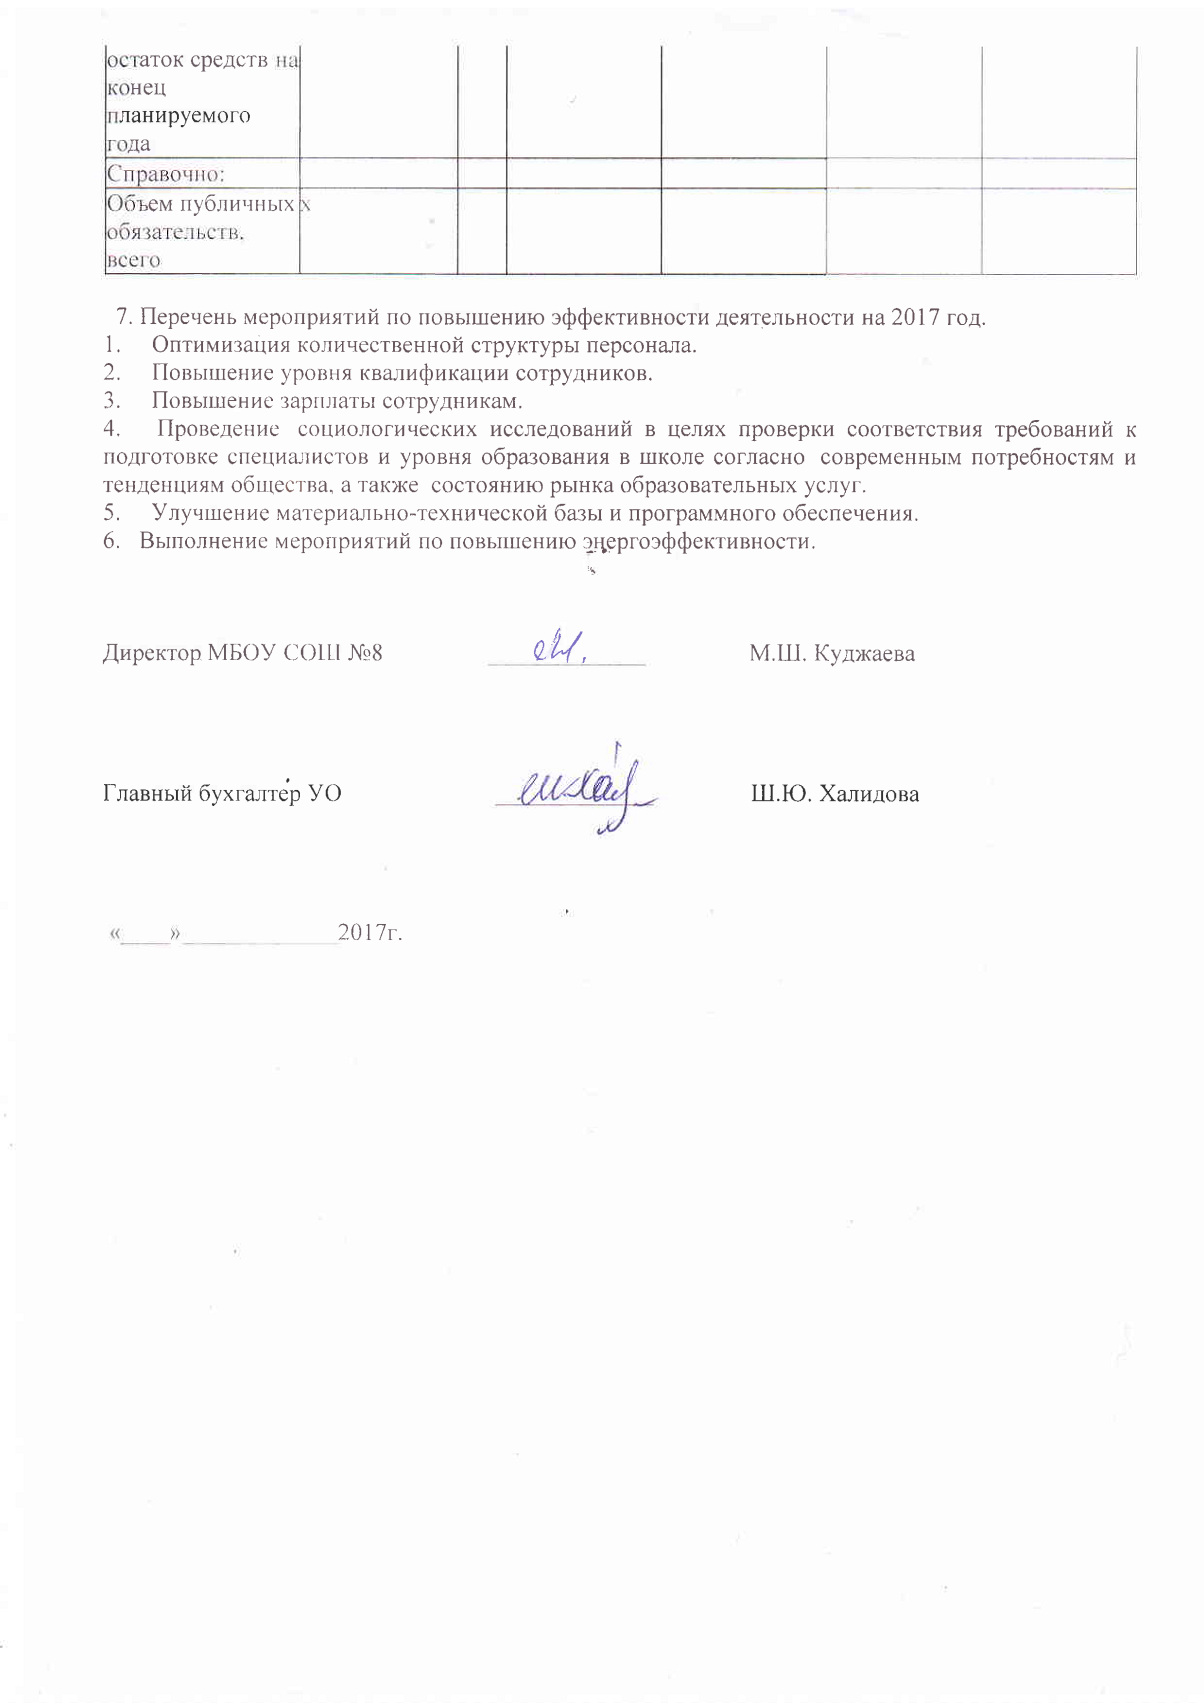 остаток средств на
конец
планируемого
года
Справочно:
Объем публичных х
обязательств,
всего
7. Перечень мероприятий по повышению эффективности деятельности на 2017 год.
1. Оптимизация количественной структуры персонала.
2. Повышение уровня квалификации сотрудников.
3. Повышение зарплаты сотрудникам.
4. Проведение социологических исследований в целях проверки соответствия требований к
подготовке специалистов и уровня образования в школе согласно современным потребностям и
тенденциям общества, а также состоянию рынка образовательных услуг.
5. Улучшение материально-технической базы и программного обеспечения.
6. Выполнение мероприятий по повышению энергоэффективности.
Директор МБОУ СОШ №8 _____________ М.Ш. Куджаева
Главный бухгалтер УО _____________ Ш.Ю. Халидова
«____»_____________2017г.